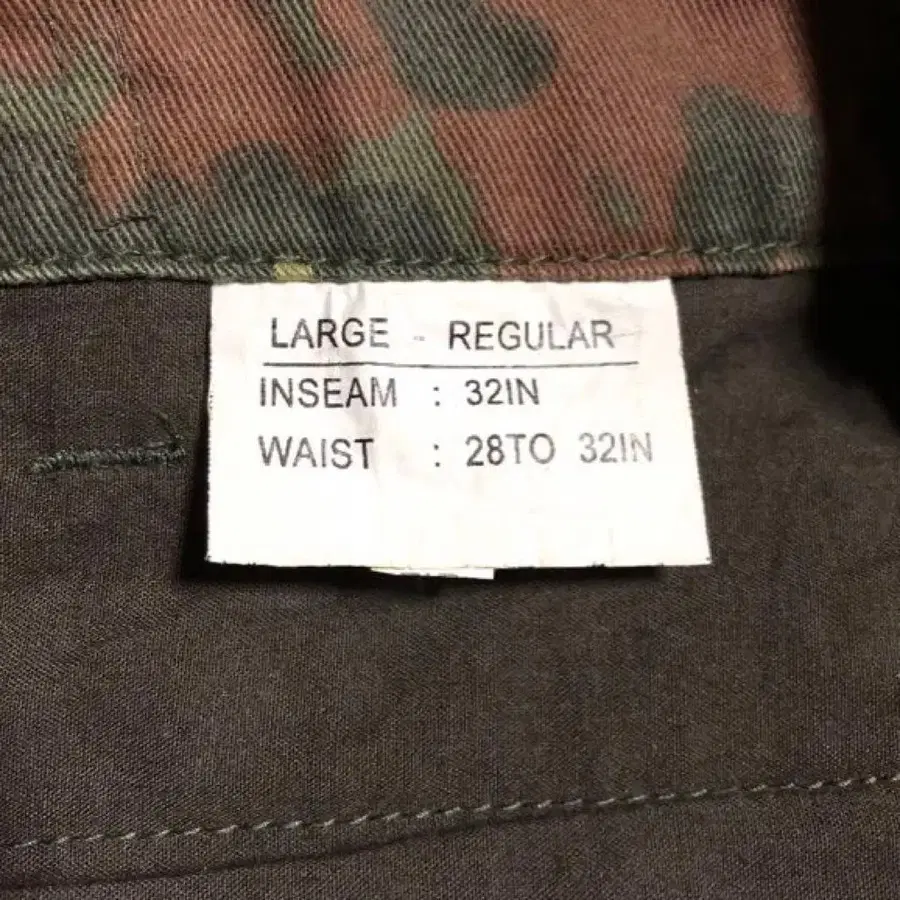 LARGE - REGULAR
INSEAM : 32IN
WAIST : 28TO 32IN